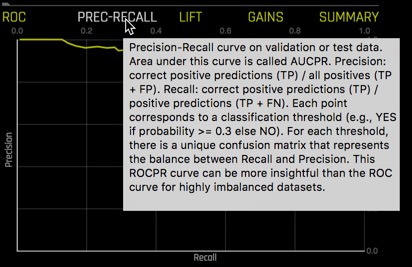 ROC PREC-RECALL LIFT GAINS SUMMARY
0.0 0.2 0.4 0.6 0.8 1.0
Precision-Recall curve on validation or test data.
Area under this curve is called AUCPR. Precision:
correct positive predictions (TP) / all positives (TP
+ FP). Recall: correct positive predictions (TP) /
positive predictions (TP + FN). Each point
corresponds to a classification threshold (e.g., YES
if probability >= 0.3 else NO). For each threshold,
there is a unique confusion matrix that represents
the balance between Recall and Precision. This
ROCPR curve can be more insightful than the ROC
curve for highly imbalanced datasets.
Precision
0.0
Recall